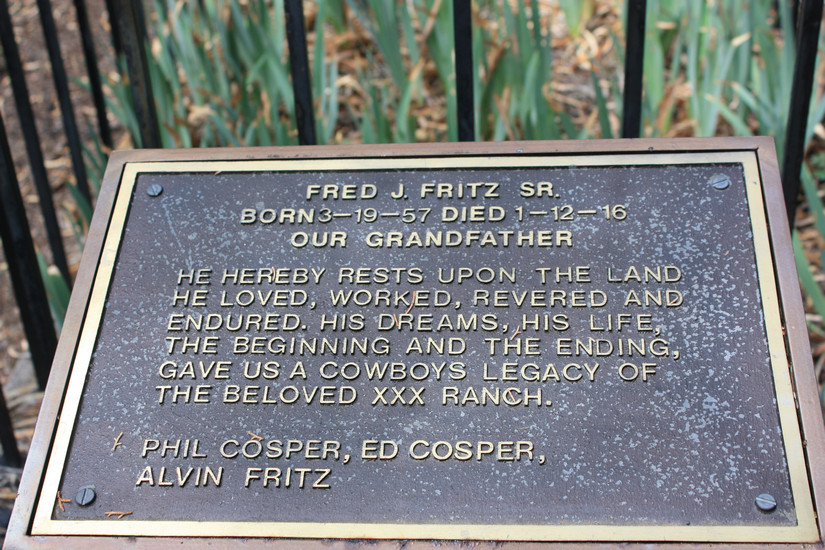 FRED J. FRITZ SR.
BORN 3-19-57 DIED 1-12-16
OUR GRANDFATHER
HE HEREBY RESTS UPON THE LAND
HE LOVED, WORKED, REVERED AND
ENDURED. HIS DREAMS, HIS LIFE,
THE BEGINNING AND THE ENDING,
GAVE US A COWBOYS LEGACY OF
THE BELOVED XXX RANCH.
PHIL COSPER, ED COSPER,
ALVIN FRITZ